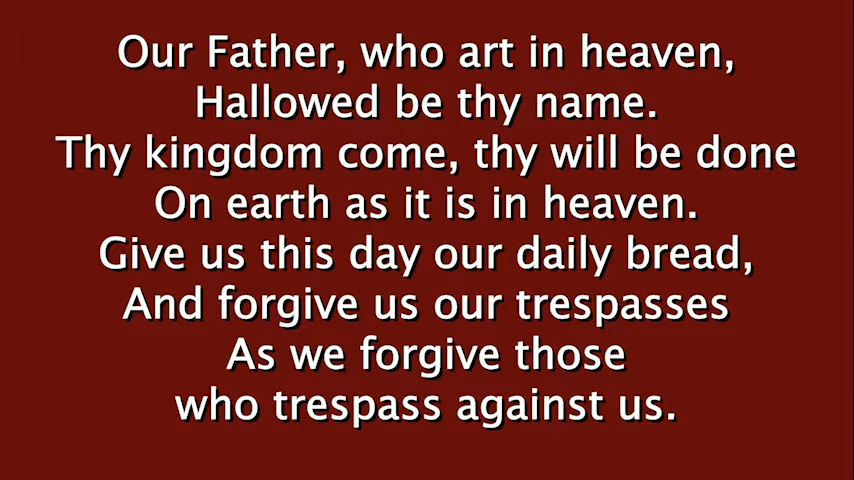 Our Father, who art in heaven,
Hallowed be thy name.
Thy kingdom come, thy will be done
On earth as it is in heaven.
Give us this day our daily bread,
And forgive us our trespasses
As we forgive those
who trespass against us.